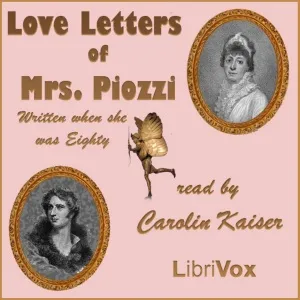 Love Letters
of
Mrs. Piozzi
Written when she
was Eighty
read by
Carolin Kaiser
LibriVox